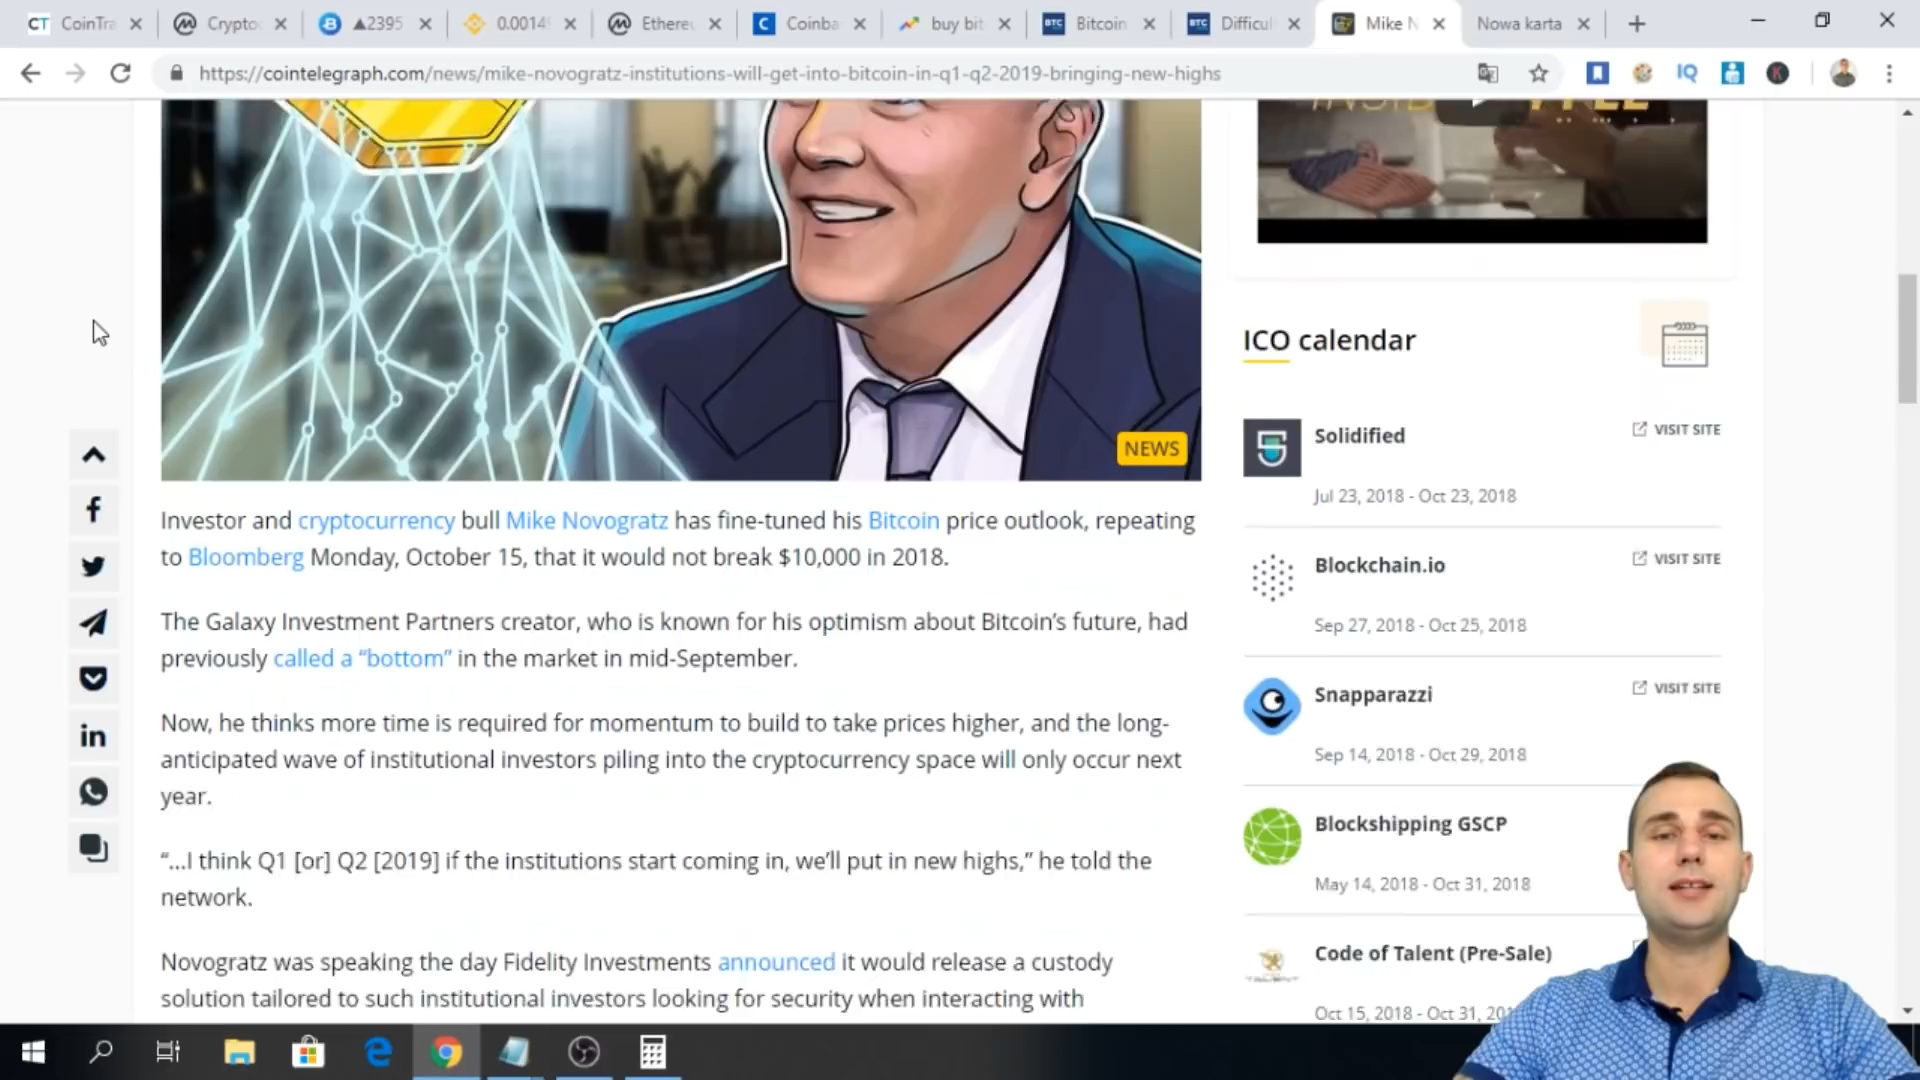 CT CoinTra
Crypto
▲2395
0.0014
Ethere
C Coinba
buy bit
BTC Bitcoin
BTC Difficul
Mike N
Nowa karta
https://cointelegraph.com/news/mike-novogratz-institutions-will-get-into-bitcoin-in-q1-q2-2019-bringing-new-highs
IQ
K
NEWS
Investor and cryptocurrency bull Mike Novogratz has fine-tuned his Bitcoin price outlook, repeating
to Bloomberg Monday, October 15, that it would not break $10,000 in 2018.
The Galaxy Investment Partners creator, who is known for his optimism about Bitcoin’s future, had
previously called a “bottom” in the market in mid-September.
Now, he thinks more time is required for momentum to build to take prices higher, and the long-
anticipated wave of institutional investors piling into the cryptocurrency space will only occur next
year.
“…I think Q1 [or] Q2 [2019] if the institutions start coming in, we’ll put in new highs,” he told the
network.
Novogratz was speaking the day Fidelity Investments announced it would release a custody
solution tailored to such institutional investors looking for security when interacting with
ICO calendar
Solidified
VISIT SITE
Jul 23, 2018 - Oct 23, 2018
Blockchain.io
VISIT SITE
Sep 27, 2018 - Oct 25, 2018
Snapparazzi
VISIT SITE
Sep 14, 2018 - Oct 29, 2018
Blockshipping GSCP
May 14, 2018 - Oct 31, 2018
Code of Talent (Pre-Sale)
Oct 15, 2018 - Oct 31, 20